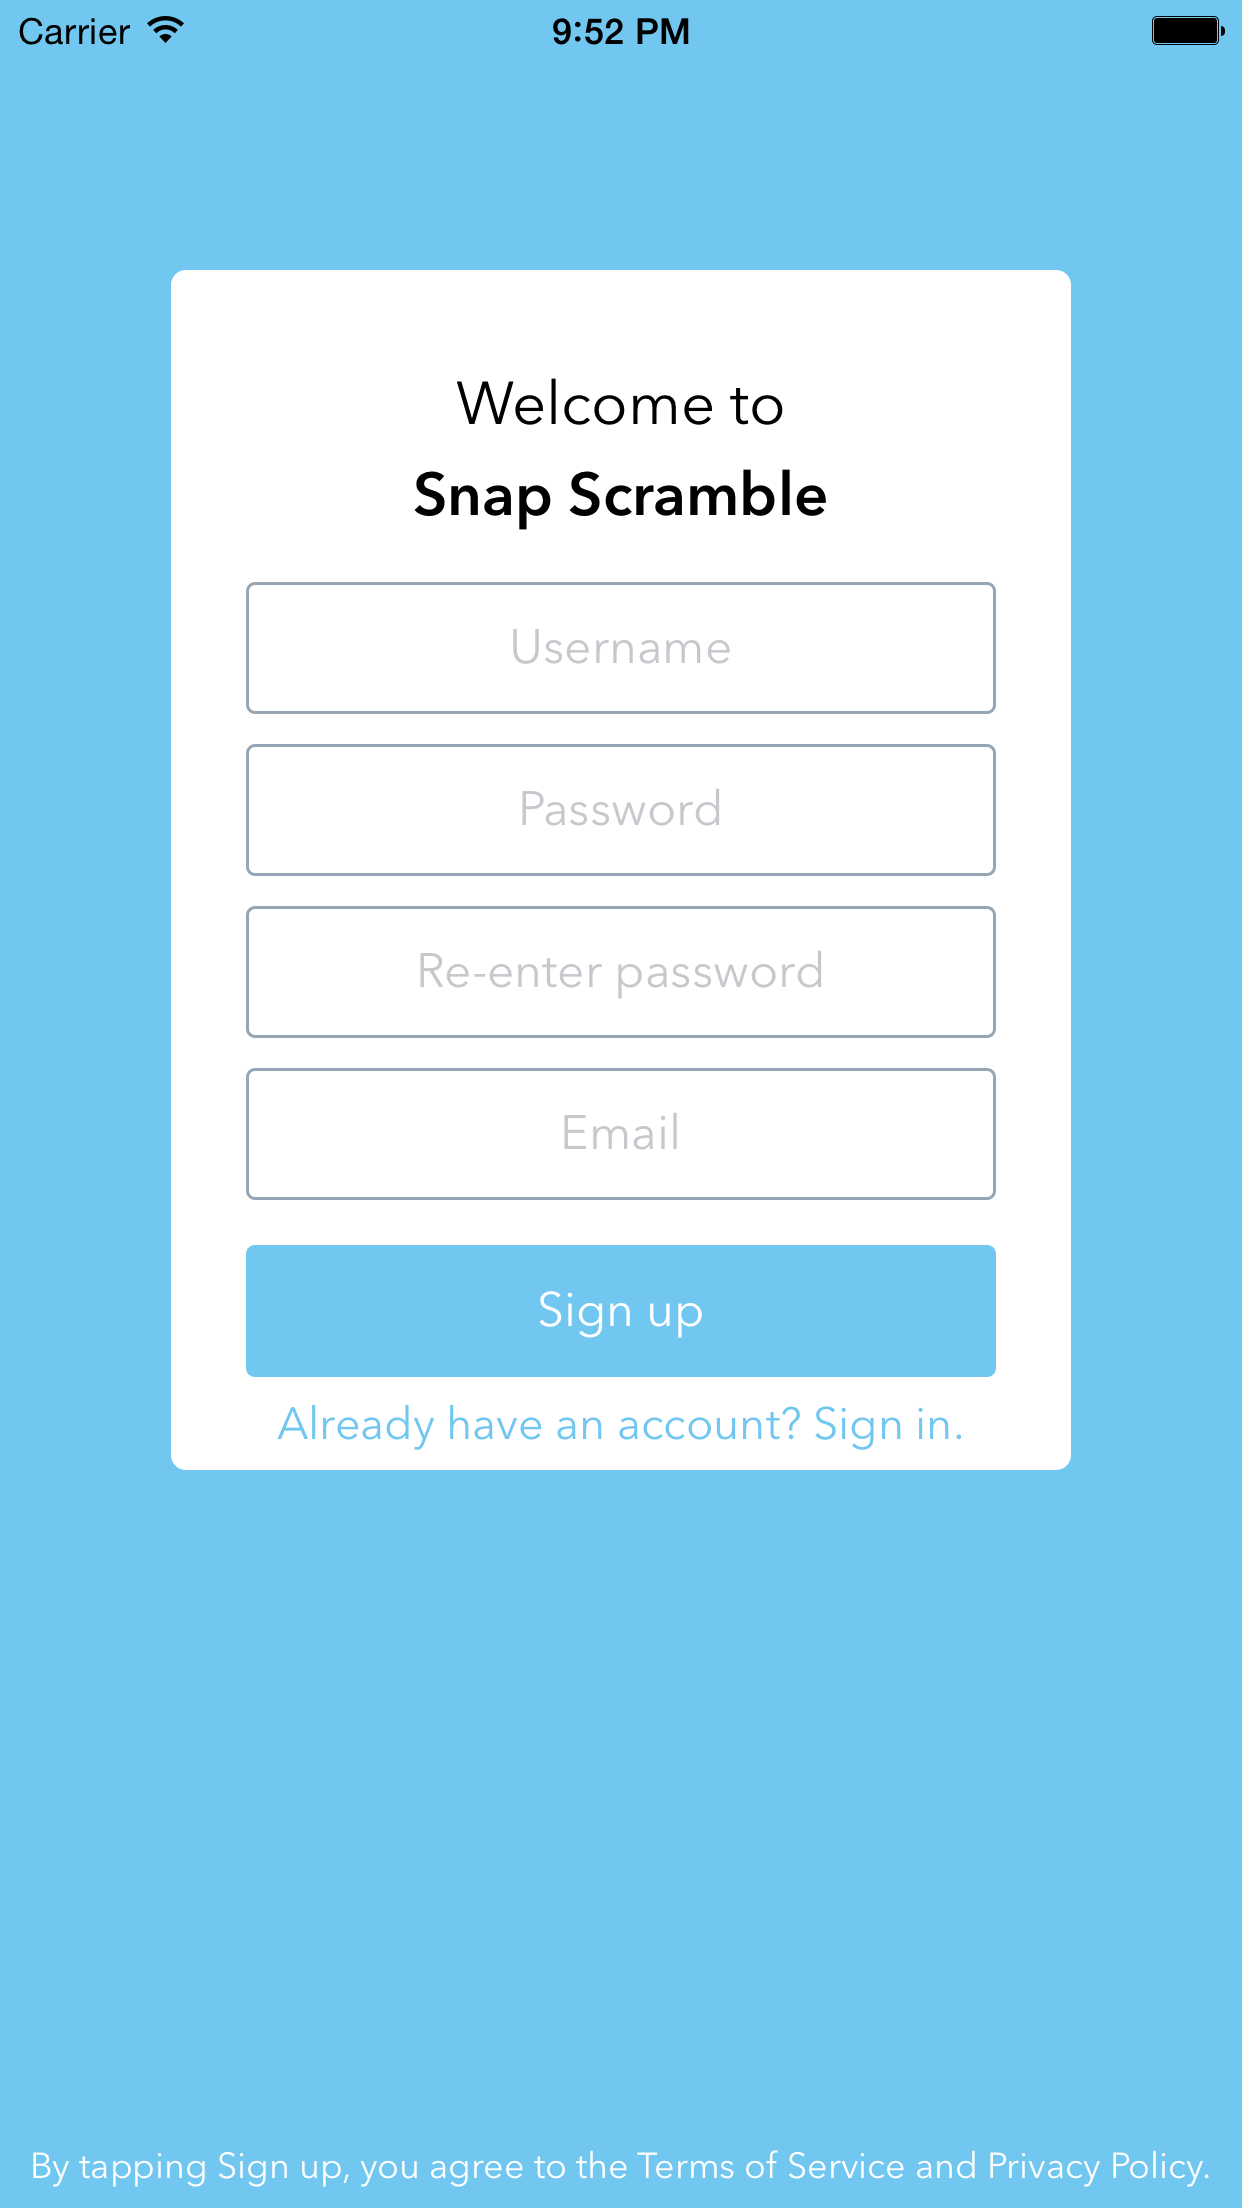 Carrier 9:52 PM
Welcome to
Snap Scramble
Username
Password
Re-enter password
Email
Sign up
Already have an account? Sign in.
By tapping Sign up, you agree to the Terms of Service and Privacy Policy.